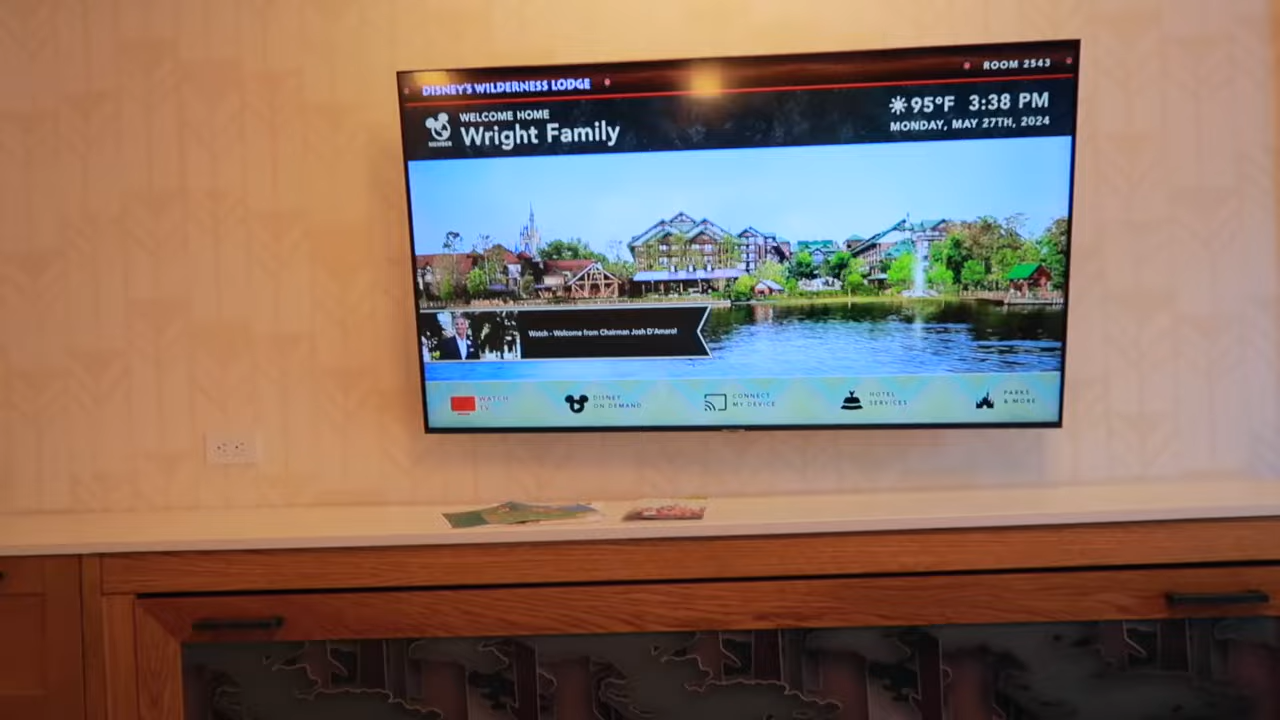 DISNEY'S WILDERNESS LODGE
ROOM 2543
WELCOME HOME
Wright Family
MEMBER
95°F 3:38 PM
MONDAY, MAY 27TH, 2024
Watch - Welcome from Chairman Josh D'Amaro!
WATCH
TV
DISNEY
ON DEMAND
CONNECT
MY DEVICE
HOTEL
SERVICES
PARKS
& MORE